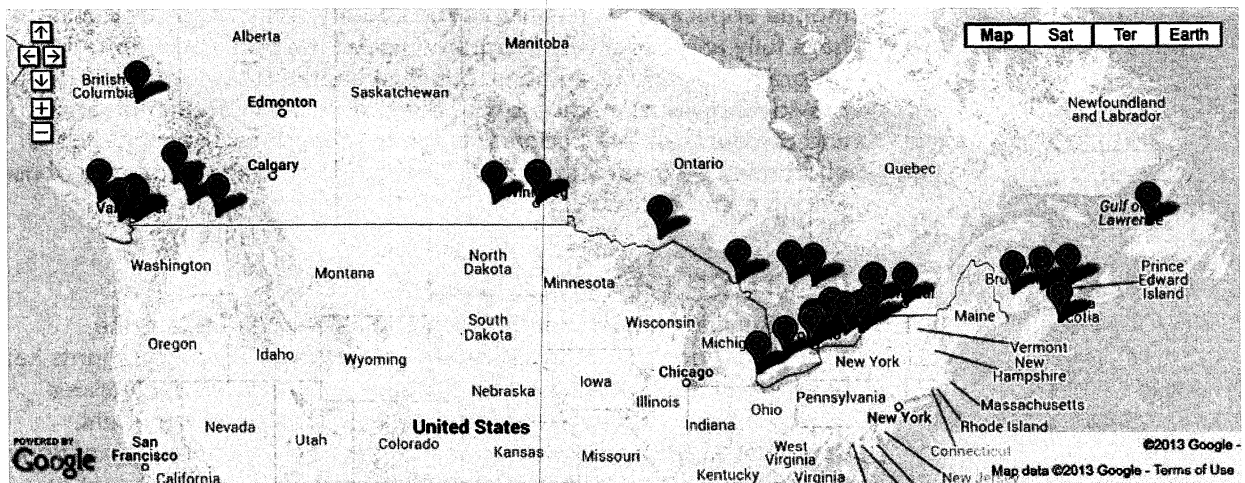 Alberta
Manitoba
Map Sat Ter Earth
British
Columbia
Saskatchewan
Edmonton
Newfoundland
and Labrador
Calgary
Ontario
Quebec
Gulf of
Lawrence
Washington
Montana
North
Dakota
Minnesota
Prince
Edward
Island
Scotia
Maine
South
Dakota
Wisconsin
Oregon
Idaho
Wyoming
Vermont
New
Hampshire
New York
Chicago
Nebraska
Iowa
Illinois
Ohio
Pennsylvania
New York
Massachusetts
Rhode Island
Connecticut
Indiana
Nevada
Utah
Colorado
United States
Kansas
Missouri
West
Virginia
Kentucky
Virginia
New Jersey
San
Francisco
California
POWERED BY
Google
©2013 Google -
Map data ©2013 Google - Terms of Use